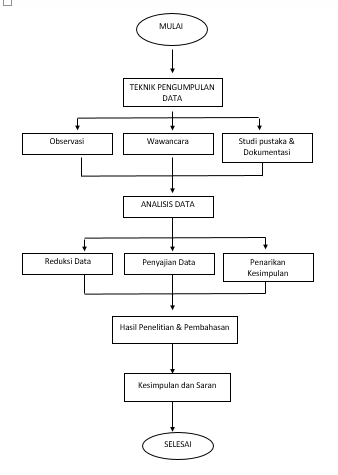 MULAI
TEKNIK PENGUMPULAN
DATA
Observasi
Wawancara
Studi pustaka &
Dokumentasi
ANALISIS DATA
Reduksi Data
Penyajian Data
Penarikan
Kesimpulan
Hasil Penelitian & Pembahasan
Kesimpulan dan Saran
SELESAI